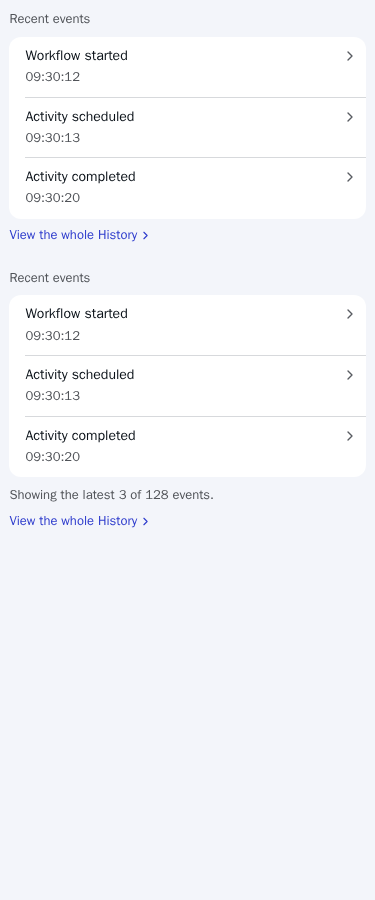 Recent events
Workflow started
09:30:12
Activity scheduled
09:30:13
Activity completed
09:30:20
View the whole History
Recent events
Workflow started
09:30:12
Activity scheduled
09:30:13
Activity completed
09:30:20
Showing the latest 3 of 128 events.
View the whole History